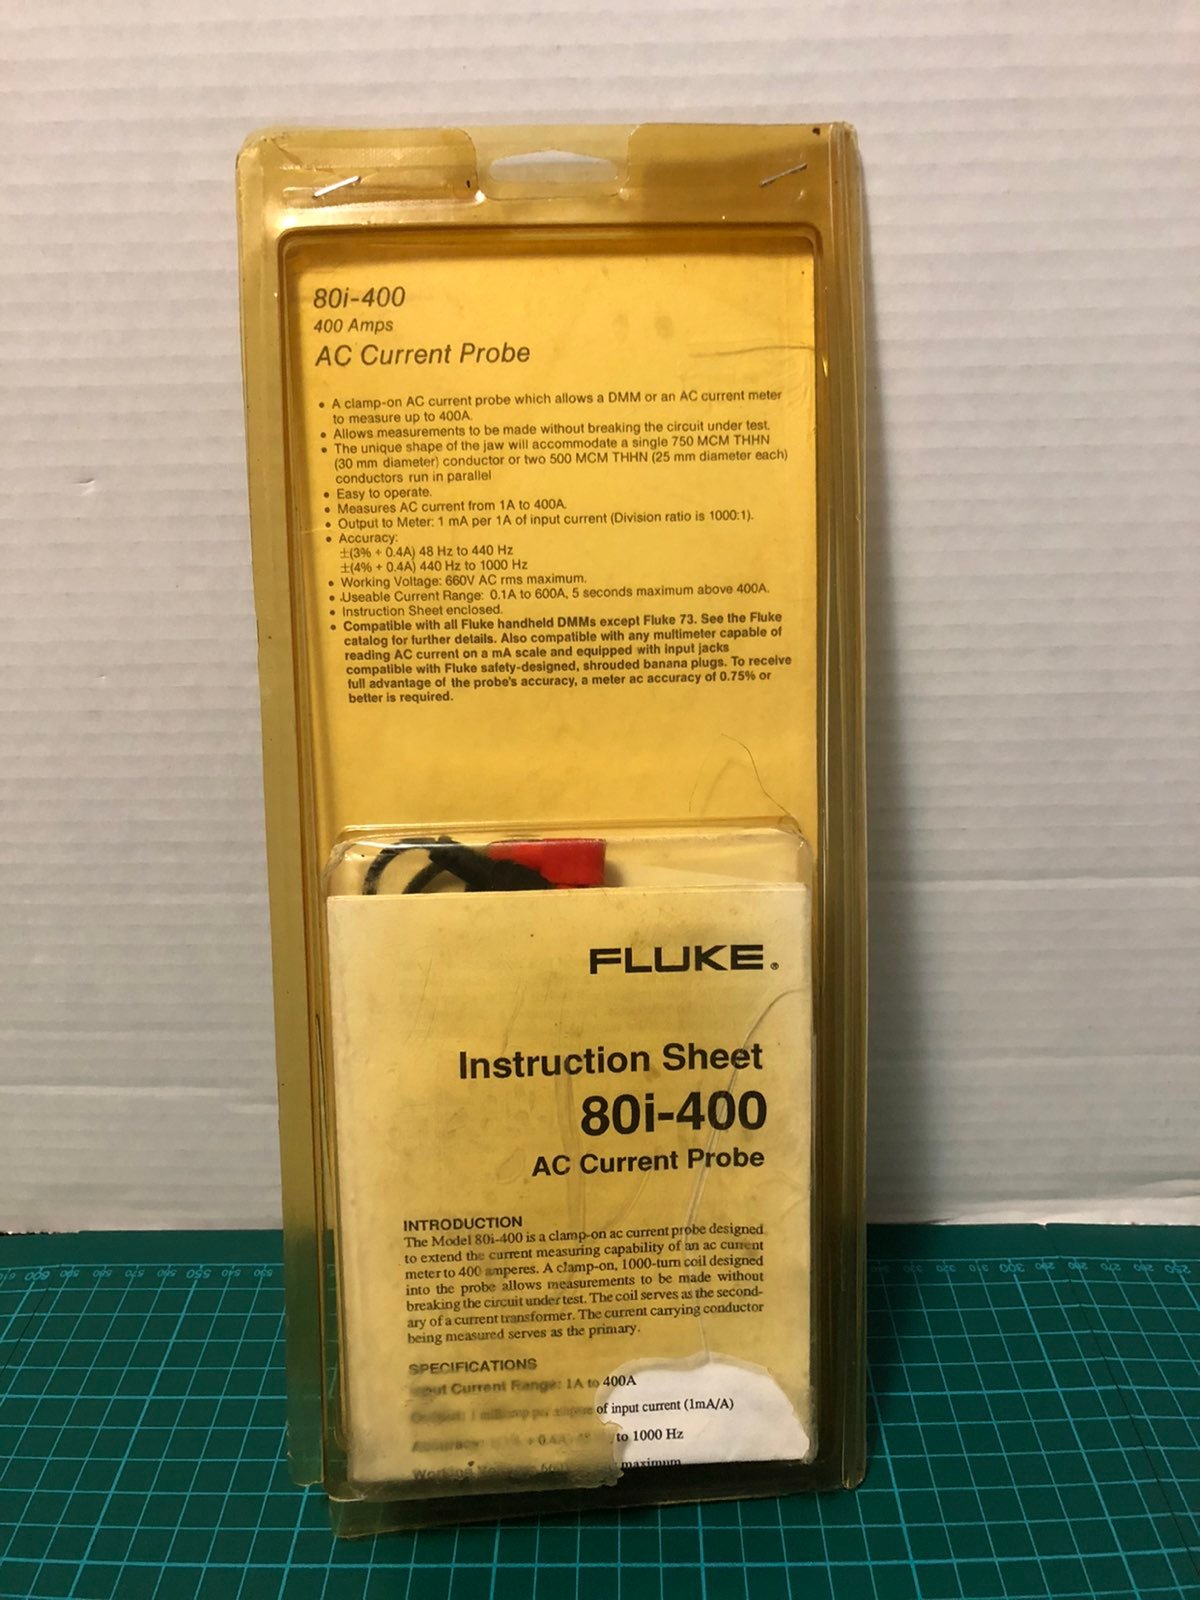 80i-400
400 Amps
AC Current Probe
• A clamp-on AC current probe which allows a DMM or an AC current meter
to measure up to 400A.
• Allows measurements to be made without breaking the circuit under test.
• The unique shape of the jaw will accommodate a single 750 MCM THHN
(30 mm diameter) conductor or two 500 MCM THHN (25 mm diameter each)
conductors run in parallel
• Easy to operate.
• Measures AC current from 1A to 400A.
• Output to Meter: 1 mA per 1A of input current (Division ratio is 1000:1).
• Accuracy:
±(3% + 0.4A) 48 Hz to 440 Hz
±(4% + 0.4A) 440 Hz to 1000 Hz
• Working Voltage: 660V AC rms maximum.
• Useable Current Range: 0.1A to 600A, 5 seconds maximum above 400A.
• Instruction Sheet enclosed.
• Compatible with all Fluke handheld DMMs except Fluke 73. See the Fluke
catalog for further details. Also compatible with any multimeter capable of
reading AC current on a mA scale and equipped with input jacks
compatible with Fluke safety-designed, shrouded banana plugs. To receive
full advantage of the probe's accuracy, a meter ac accuracy of 0.75% or
better is required.
FLUKE®
Instruction Sheet
80i-400
AC Current Probe
INTRODUCTION
The Model 80i-400 is a clamp-on ac current probe designed
to extend the current measuring capability of an ac current
meter to 400 amperes. A clamp-on, 1000-turn coil designed
into the probe allows measurements to be made without
breaking the circuit under test. The coil serves as the second-
ary of a current transformer. The current carrying conductor
being measured serves as the primary.
SPECIFICATIONS
Input Current Range: 1A to 400A
Output: 1 milliamp per ampere of input current (1mA/A)
Accuracy: + 0.4A) 48 to 1000 Hz
Working Voltage: maximum